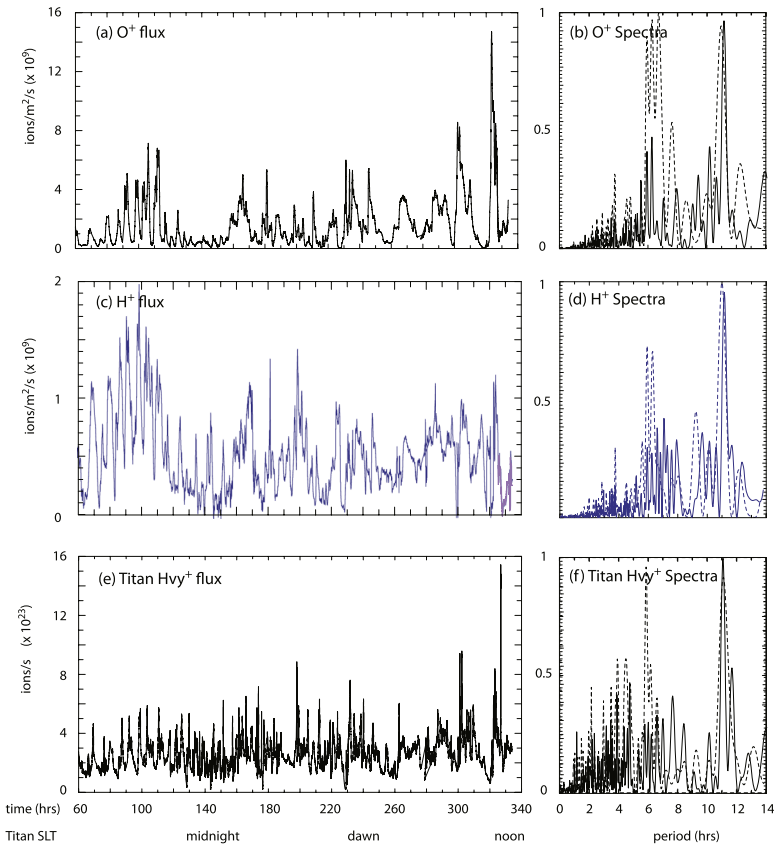 (a) O⁺ flux
(b) O⁺ Spectra
ions/m²/s (x 10⁹)
16
12
8
4
0
1
0.5
0
(c) H⁺ flux
(d) H⁺ Spectra
ions/m²/s (x 10⁹)
2
1
0
1
0.5
(e) Titan Hvy⁺ flux
(f) Titan Hvy⁺ Spectra
ions/s (x 10²³)
16
12
8
4
0
1
0.5
0
time (hrs) 60 100 140 180 220 260 300 340
0 2 4 6 8 10 12 14
Titan SLT midnight dawn noon
period (hrs)